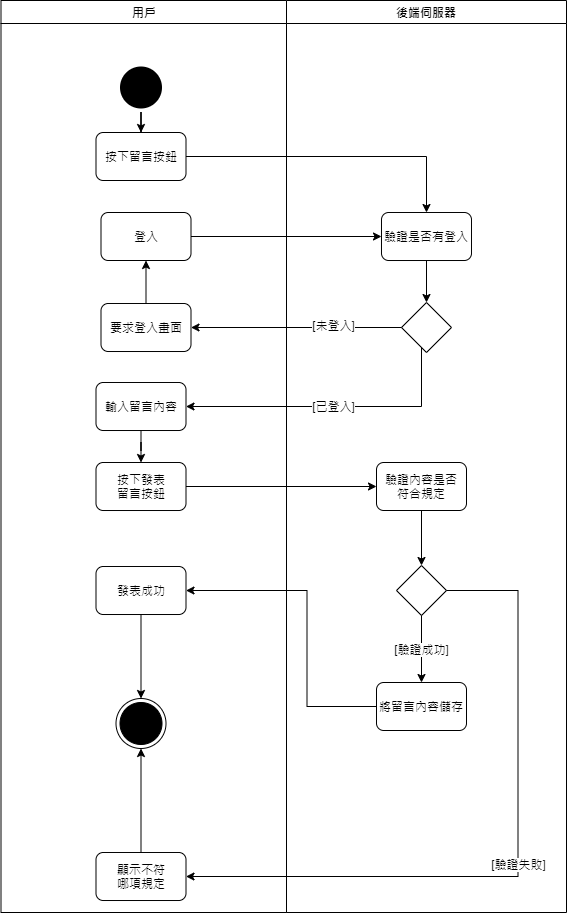 用戶
後端伺服器
按下留言按鈕
登入
驗證是否有登入
要求登入畫面
[未登入]
輸入留言內容
[已登入]
按下發表
留言按鈕
驗證內容是否
符合規定
發表成功
[驗證成功]
將留言內容儲存
[驗證失敗]
顯示不符
哪項規定